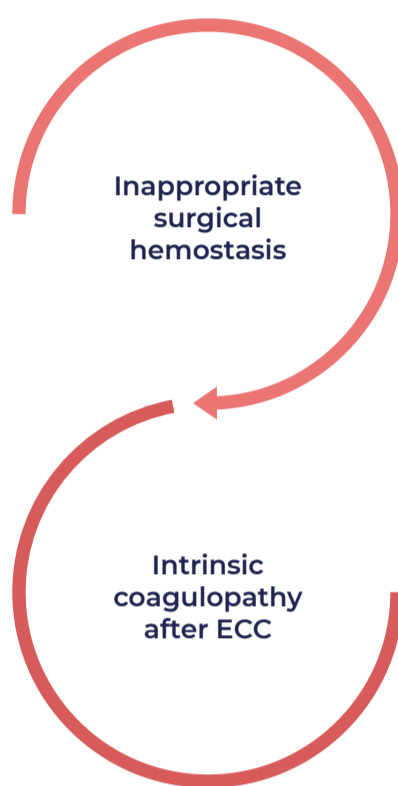 Inappropriate
surgical
hemostasis
Intrinsic
coagulopathy
after ECC